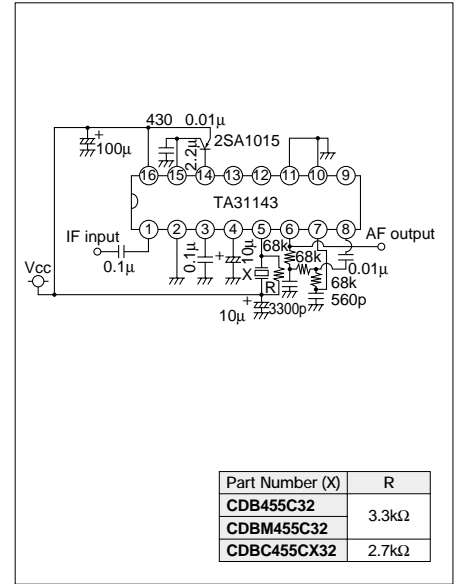 430 0.01µ
+
100µ
2.2µ
2SA1015
16 15 14 13 12 11 10 9
TA31143
1 2 3 4 5 6 7 8
IF input
0.1µ
0.1µ
+
10µ
68k
68k
AF output
Vcc
X
R
0.01µ
68k
+
10µ
3300p
560p
Part Number (X) R
CDB455C32 3.3kΩ
CDBM455C32
CDBC455CX32 2.7kΩ